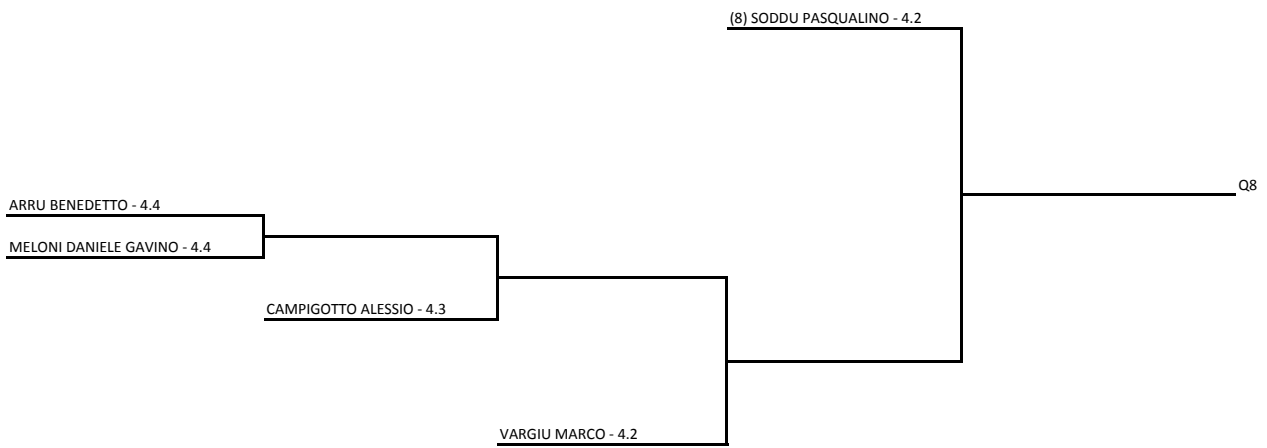 (8) SODDU PASQUALINO - 4.2
Q8
ARRU BENEDETTO - 4.4
MELONI DANIELE GAVINO - 4.4
CAMPIGOTTO ALESSIO - 4.3
VARGIU MARCO - 4.2